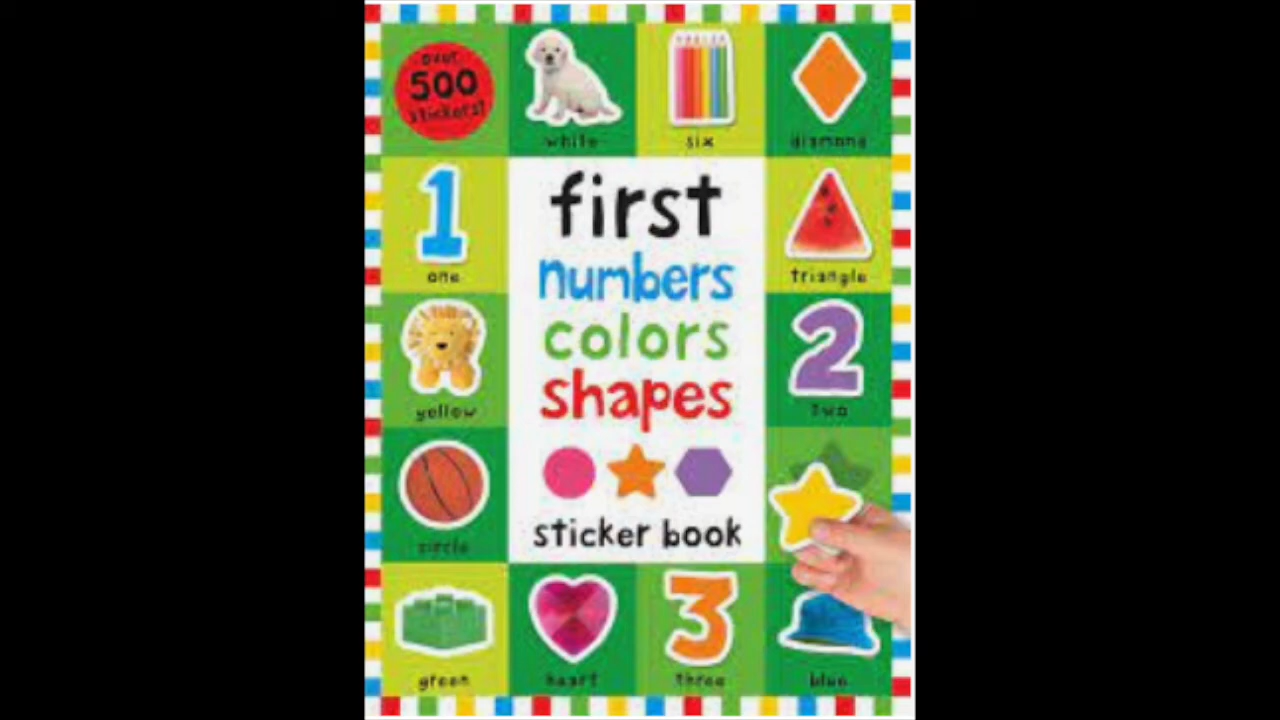 over
500
stickers!
white
six
diamond
1
one
first
numbers
colors
shapes
sticker book
triangle
yellow
2
two
circle
green
heart
3
three
blue